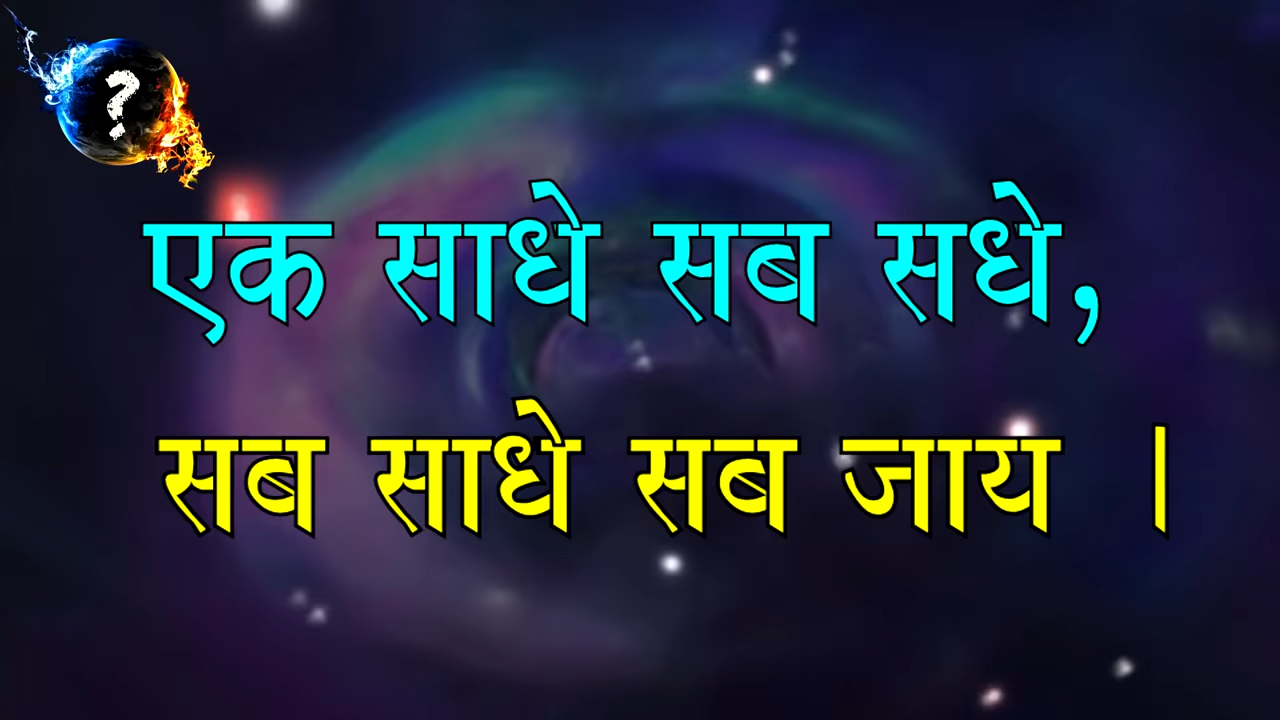 ?
एक साधे सब सधे,
सब साधे सब जाय ।